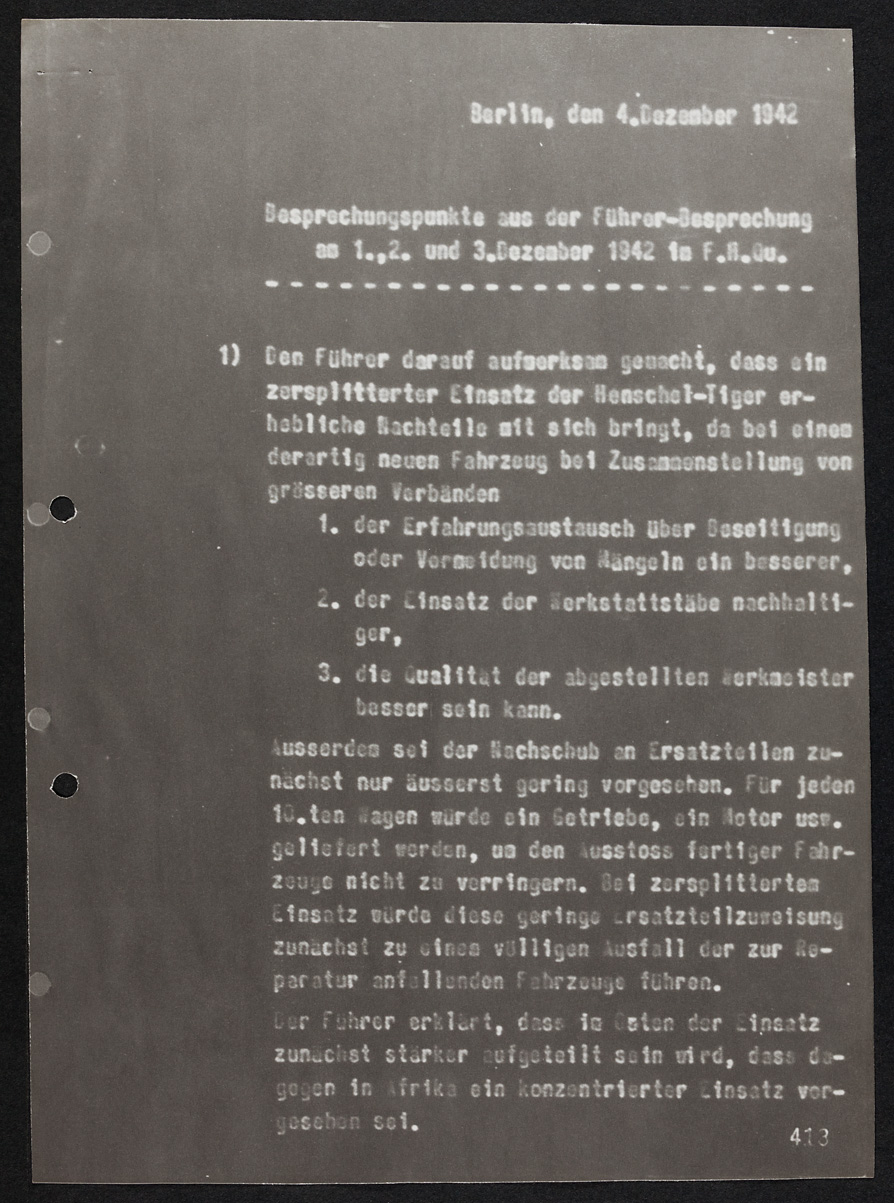 Berlin, den 4.Dezember 1942
Besprechungspunkte aus der Führer-Besprechung
am 1.,2. und 3.Dezember 1942 im F.H.Qu.
- - - - - - - - - - - - - - - - - - - - - - -
1) Den Führer darauf aufmerksam gemacht, dass ein
zersplitterter Einsatz der Henschel-Tiger er-
hebliche Nachteile mit sich bringt, da bei einem
derartig neuen Fahrzeug bei Zusammenstellung von
grösseren Verbänden
1. der Erfahrungsaustausch über Beseitigung
oder Vermeidung von Mängeln ein besserer,
2. der Einsatz der Werkstattstäbe nachhalti-
ger,
3. die Qualität der abgestellten Werkmeister
besser sein kann.
Ausserdem sei der Nachschub an Ersatzteilen zu-
nächst nur äusserst gering vorgesehen. Für jeden
10.ten Wagen würde ein Getriebe, ein Motor usw.
geliefert werden, um den Ausstoss fertiger Fahr-
zeuge nicht zu verringern. Bei zersplittertem
Einsatz würde diese geringe Ersatzteilzuweisung
zunächst zu einem völligen Ausfall der zur Re-
paratur anfallenden Fahrzeuge führen.
Der Führer erklärt, dass im Osten der Einsatz
zunächst stärker aufgeteilt sein wird, dass da-
gegen in Afrika ein konzentrierter Einsatz vor-
gesehen sei.
413